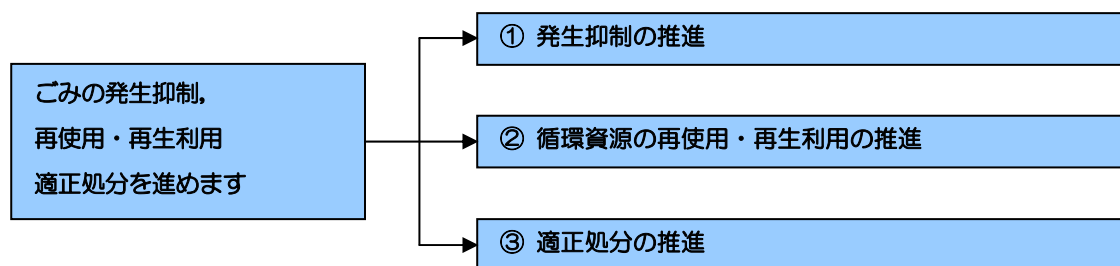 ごみの発生抑制,
再使用・再生利用
適正処分を進めます
① 発生抑制の推進
② 循環資源の再使用・再生利用の推進
③ 適正処分の推進